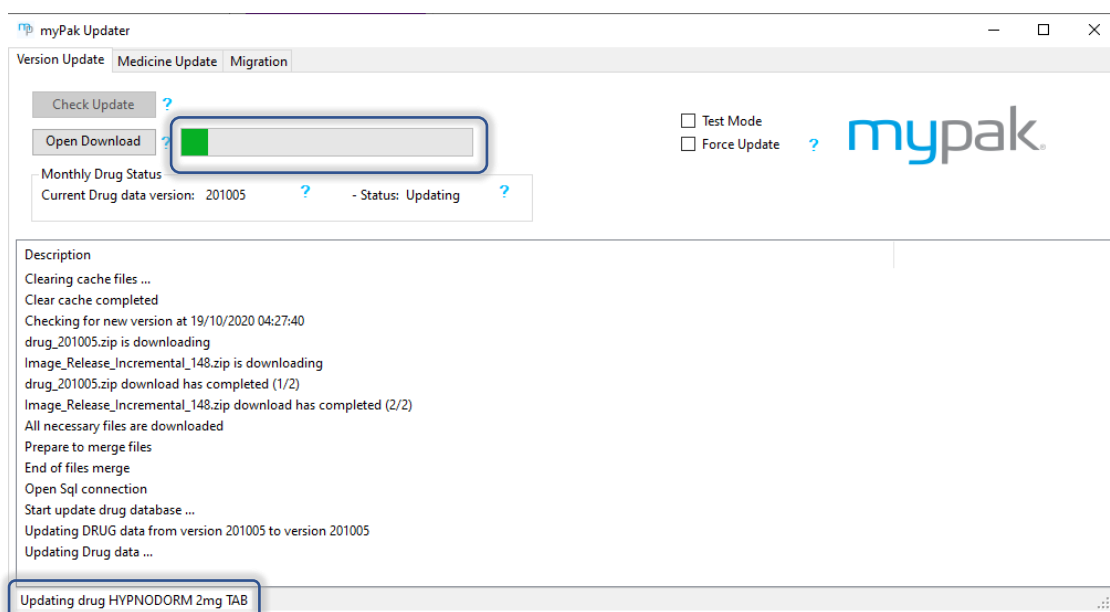 myPak Updater
Version Update Medicine Update Migration
Check Update ?
Test Mode
Open Download ?
Force Update ?
mypak.
Monthly Drug Status
Current Drug data version: 201005 ? - Status: Updating ?
Description
Clearing cache files ...
Clear cache completed
Checking for new version at 19/10/2020 04:27:40
drug_201005.zip is downloading
Image_Release_Incremental_148.zip is downloading
drug_201005.zip download has completed (1/2)
Image_Release_Incremental_148.zip download has completed (2/2)
All necessary files are downloaded
Prepare to merge files
End of files merge
Open Sql connection
Start update drug database ...
Updating DRUG data from version 201005 to version 201005
Updating Drug data ...
Updating drug HYPNODORM 2mg TAB